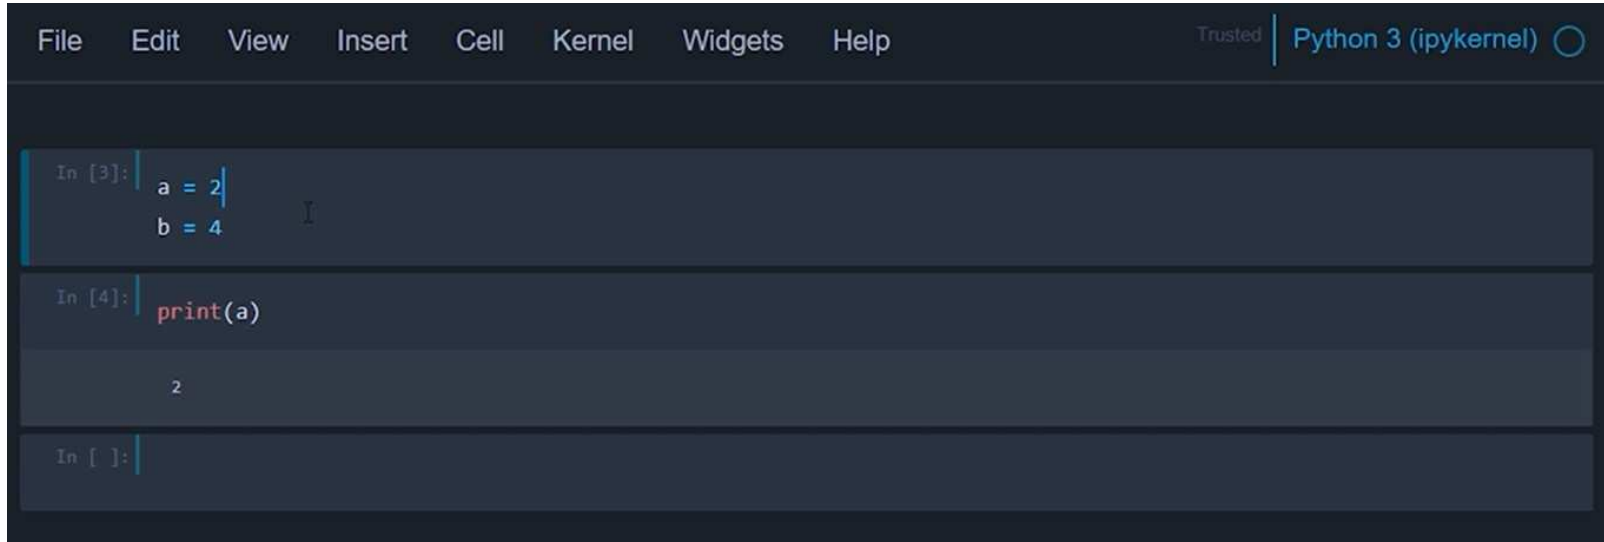 File Edit View Insert Cell Kernel Widgets Help Trusted Python 3 (ipykernel)
In [3]: a = 2
b = 4
In [4]: print(a)
2
In [ ]: